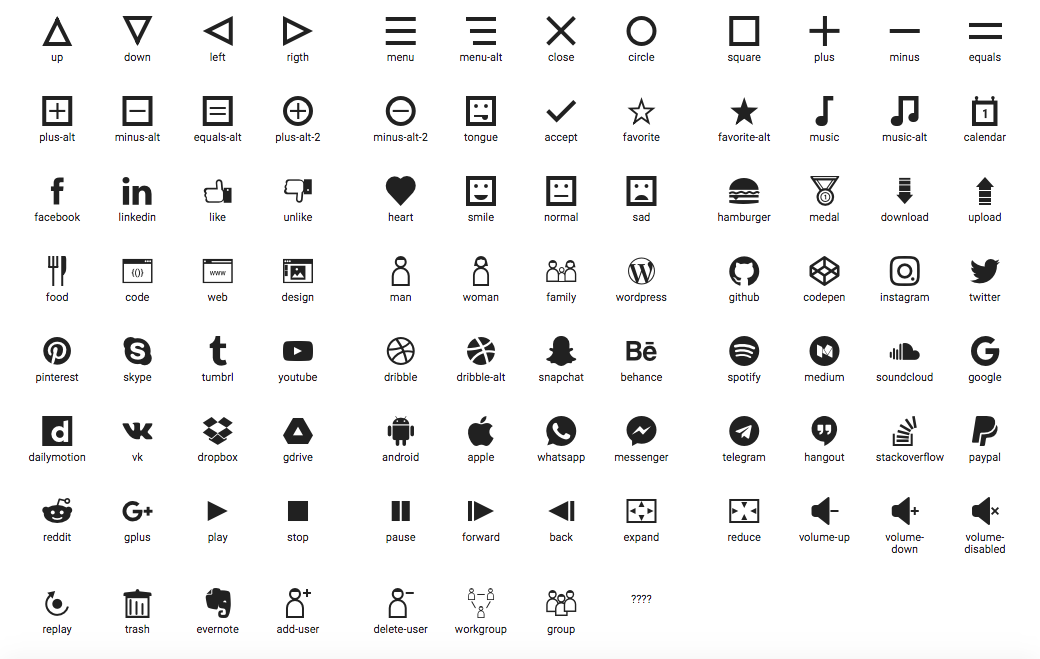 up down left rigth menu menu-alt close circle square plus minus equals
plus-alt minus-alt equals-alt plus-alt-2 minus-alt-2 tongue accept favorite favorite-alt music music-alt 1 calendar
f facebook in linkedin like unlike heart smile normal sad hamburger 1 medal download upload
food {()} code www web design man woman family W wordpress github codepen instagram twitter
pinterest S skype t tumbrl youtube dribble dribble-alt snapchat Bē behance spotify M medium soundcloud G google
d dailymotion vk dropbox gdrive android apple whatsapp messenger telegram hangout stackoverflow P paypal
reddit G+ gplus play stop pause forward back expand reduce volume-up volume-
down volume-
disabled
replay trash evernote add-user delete-user workgroup group ????